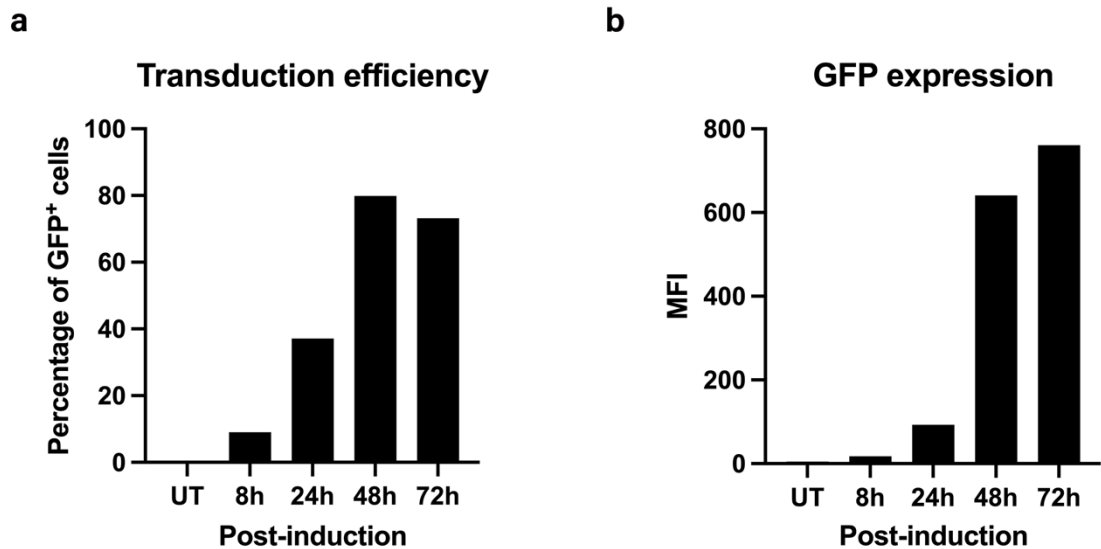 a
Transduction efficiency
Percentage of GFP⁺ cells
100
80
60
40
20
0
UT 8h 24h 48h 72h
Post-induction
b
GFP expression
MFI
800
600
400
200
0
UT 8h 24h 48h 72h
Post-induction